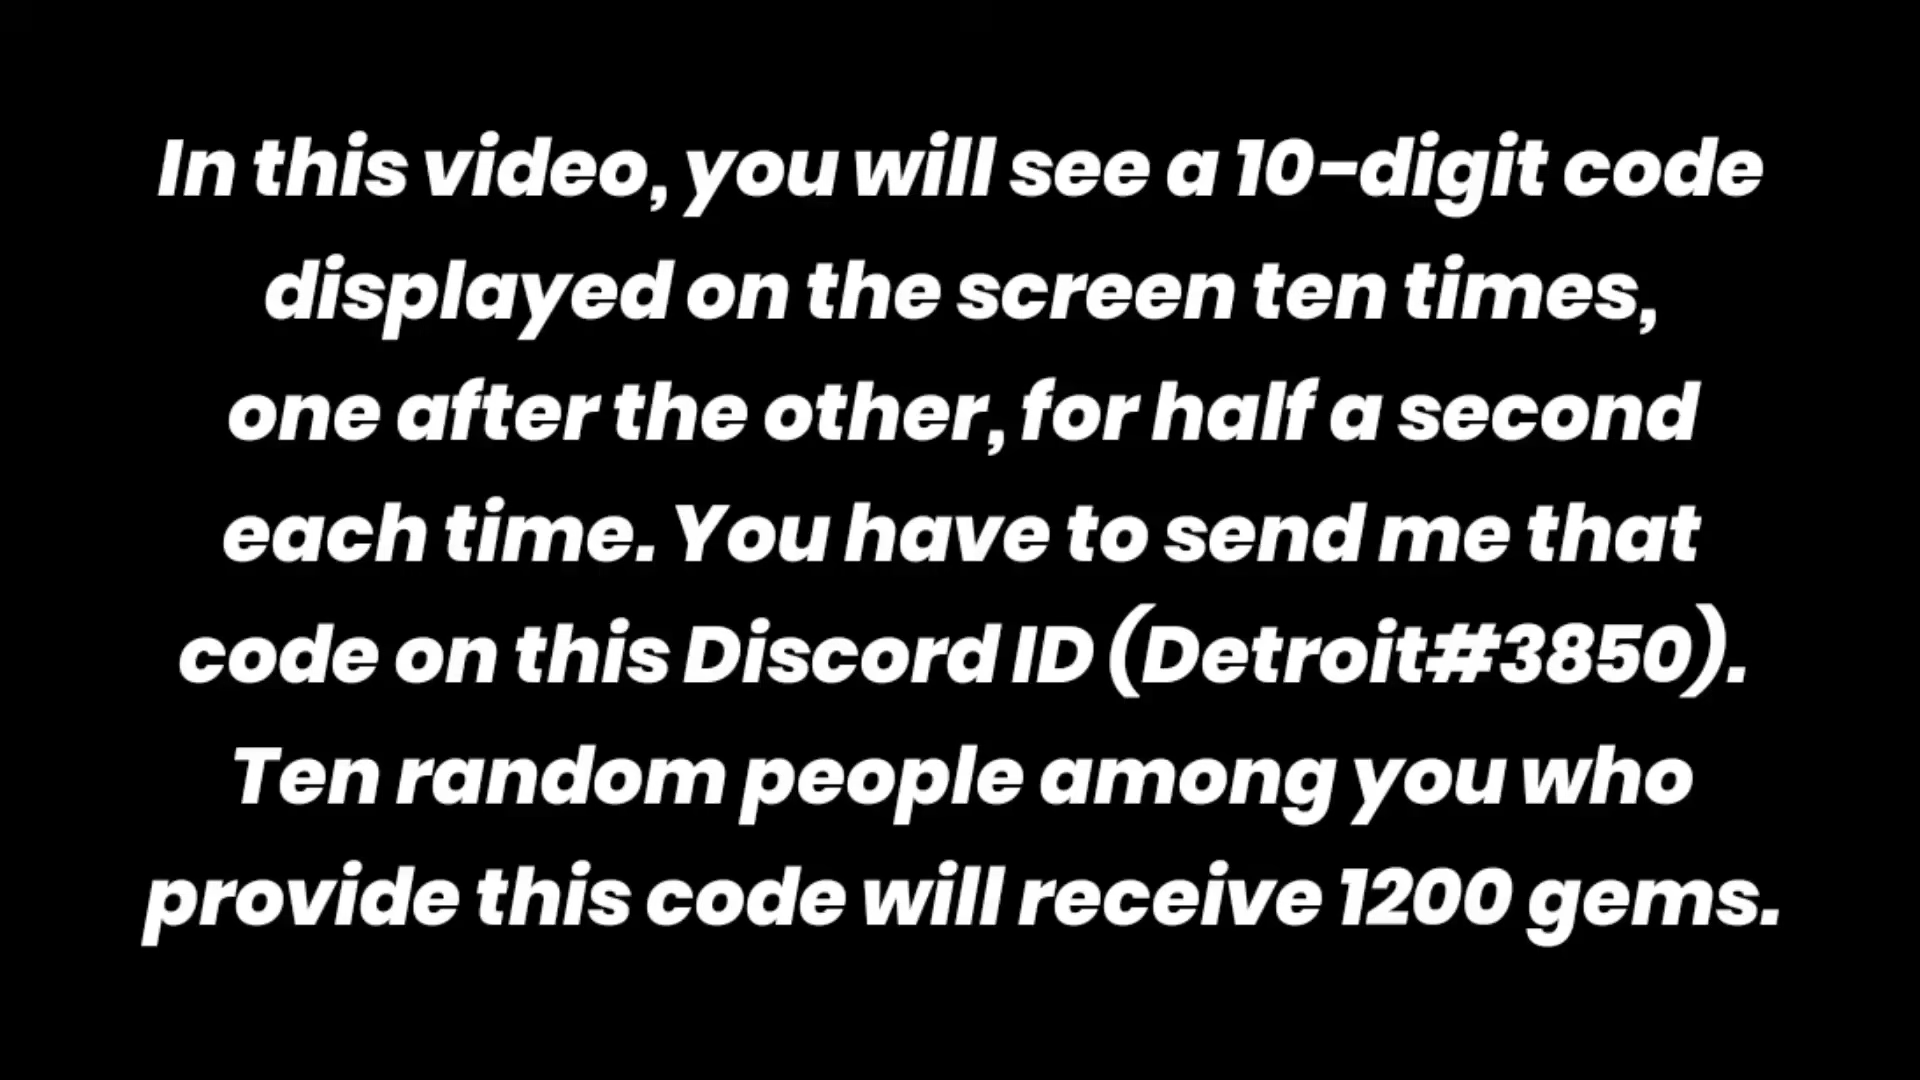 In this video, you will see a 10-digit code
displayed on the screen ten times,
one after the other, for half a second
each time. You have to send me that
code on this Discord ID (Detroit#3850).
Ten random people among you who
provide this code will receive 1200 gems.